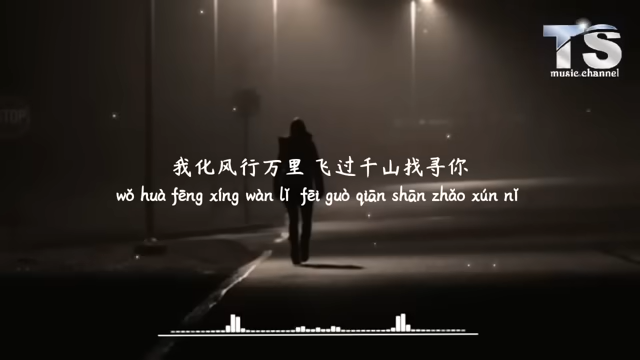 TS
music channel
我化风行万里 飞过千山找寻你
wǒ huà fēng xíng wàn lǐ fēi guò qiān shān zhǎo xún nǐ
STOP